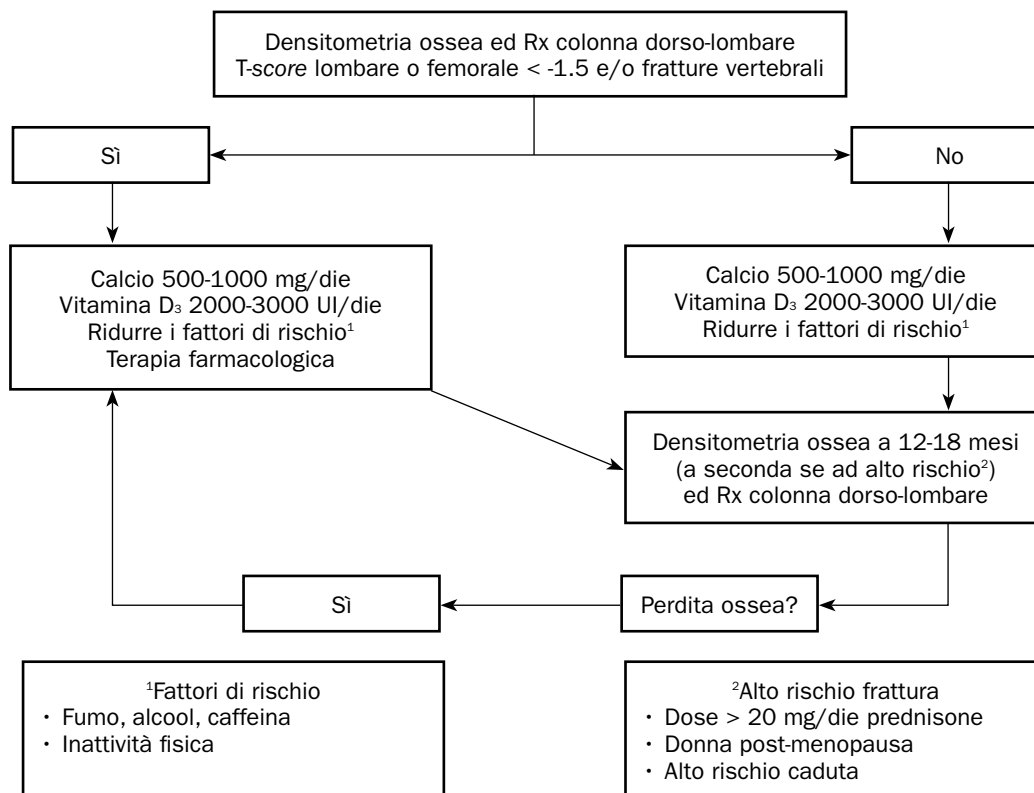 Densitometria ossea ed Rx colonna dorso-lombare
T-score lombare o femorale < -1.5 e/o fratture vertebrali
Sì
No
Calcio 500-1000 mg/die
Vitamina D₃ 2000-3000 UI/die
Ridurre i fattori di rischio¹
Terapia farmacologica
Calcio 500-1000 mg/die
Vitamina D₃ 2000-3000 UI/die
Ridurre i fattori di rischio¹
Densitometria ossea a 12-18 mesi
(a seconda se ad alto rischio²)
ed Rx colonna dorso-lombare
Sì
Perdita ossea?
¹Fattori di rischio
· Fumo, alcool, caffeina
· Inattività fisica
²Alto rischio frattura
· Dose > 20 mg/die prednisone
· Donna post-menopausa
· Alto rischio caduta